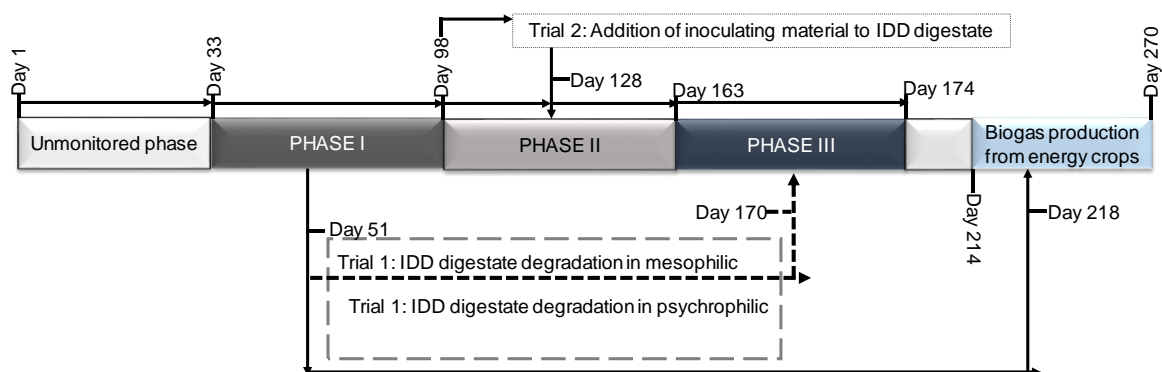 Trial 2: Addition of inoculating material to IDD digestate
Day 1
Day 33
Day 98
Day 128
Day 163
Day 174
Day 270
Unmonitored phase
PHASE I
PHASE II
PHASE III
Biogas production
from energy crops
Day 51
Day 170
Day 214
Day 218
Trial 1: IDD digestate degradation in mesophilic
Trial 1: IDD digestate degradation in psychrophilic